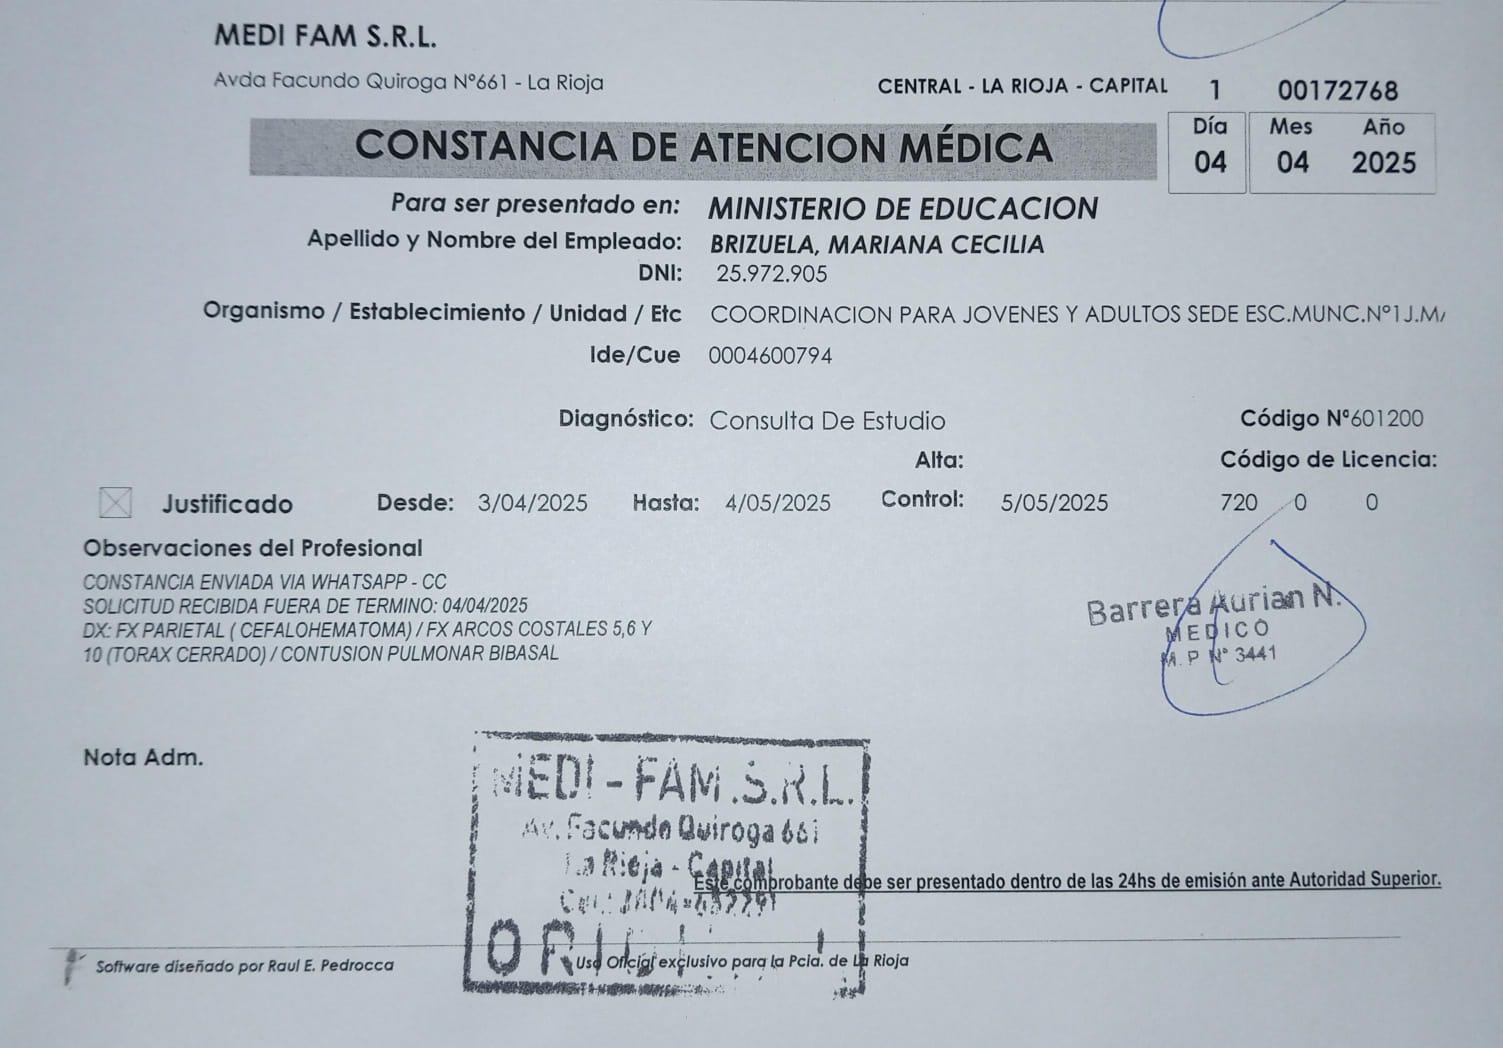 MEDI FAM S.R.L.
Avda Facundo Quiroga Nº661 - La Rioja
CENTRAL - LA RIOJA - CAPITAL 1 00172768
CONSTANCIA DE ATENCION MÉDICA
Día Mes Año
04 04 2025
Para ser presentado en: MINISTERIO DE EDUCACION
Apellido y Nombre del Empleado: BRIZUELA, MARIANA CECILIA
DNI: 25.972.905
Organismo / Establecimiento / Unidad / Etc COORDINACION PARA JOVENES Y ADULTOS SEDE ESC.MUNC.Nº1J.M
Ide/Cue 0004600794
Diagnóstico: Consulta De Estudio Código Nº601200
Alta: Código de Licencia:
Justificado Desde: 3/04/2025 Hasta: 4/05/2025 Control: 5/05/2025 720 0 0
Observaciones del Profesional
CONSTANCIA ENVIADA VIA WHATSAPP - CC
SOLICITUD RECIBIDA FUERA DE TERMINO: 04/04/2025
DX: FX PARIETAL ( CEFALOHEMATOMA) / FX ARCOS COSTALES 5,6 Y
10 (TORAX CERRADO) / CONTUSION PULMONAR BIBASAL
Barrera Aurian N.
MEDICO
M.P Nº 3441
Nota Adm.
MEDI-FAM.S.R.L.
Av. Facundo Quiroga 661
La Rioja - Capital
Este comprobante debe ser presentado dentro de las 24hs de emisión ante Autoridad Superior.
Software diseñado por Raul E. Pedrocca
Uso Oficial exclusivo para la Pcia. de La Rioja